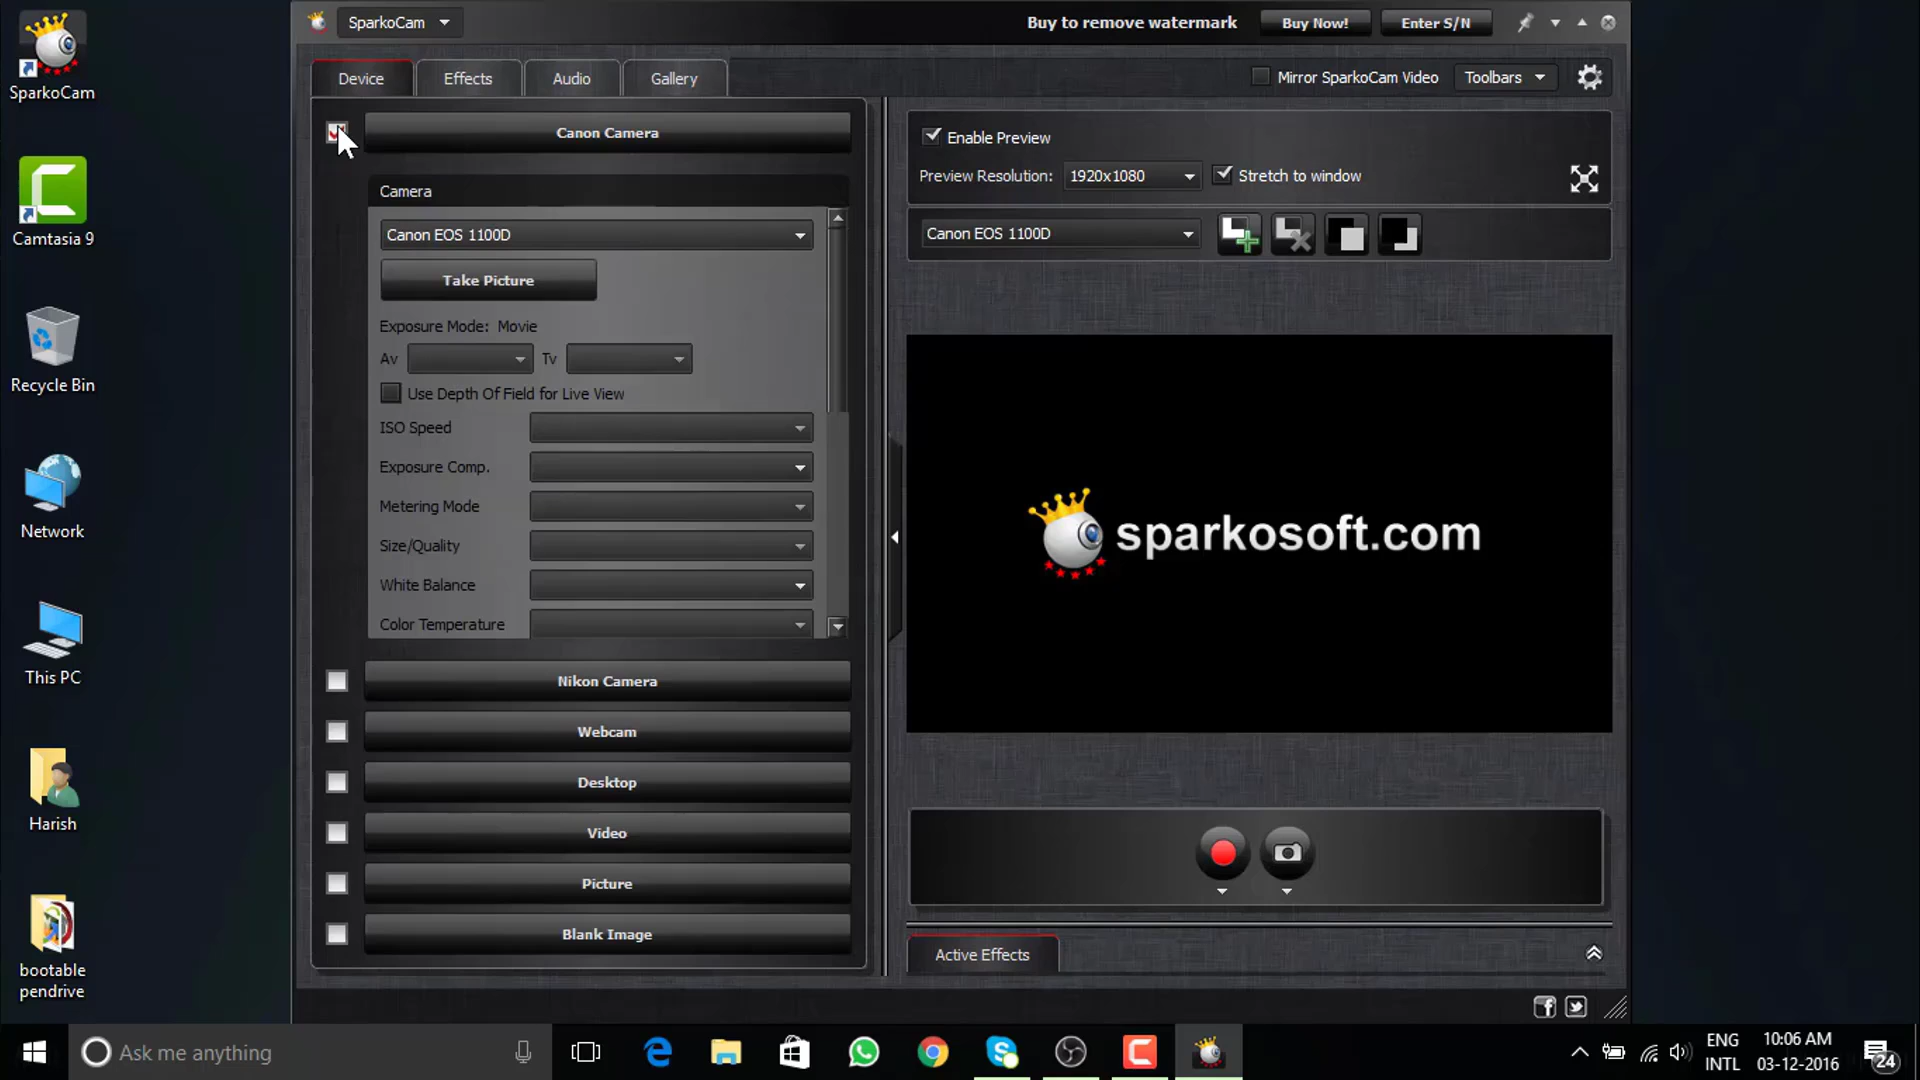 SparkoCam
Buy to remove watermark
Buy Now!
Enter S/N
SparkoCam
Device
Effects
Audio
Gallery
Mirror SparkoCam Video
Toolbars
Canon Camera
Camera
Canon EOS 1100D
Take Picture
Exposure Mode: Movie
Av
Tv
Use Depth Of Field for Live View
ISO Speed
Exposure Comp.
Metering Mode
Size/Quality
White Balance
Color Temperature
Nikon Camera
Webcam
Desktop
Video
Picture
Blank Image
Enable Preview
Preview Resolution: 1920x1080
Stretch to window
Canon EOS 1100D
sparkosoft.com
Active Effects
Camtasia 9
Recycle Bin
Network
This PC
Harish
bootable
pendrive
Ask me anything
ENG
INTL
10:06 AM
03-12-2016
24